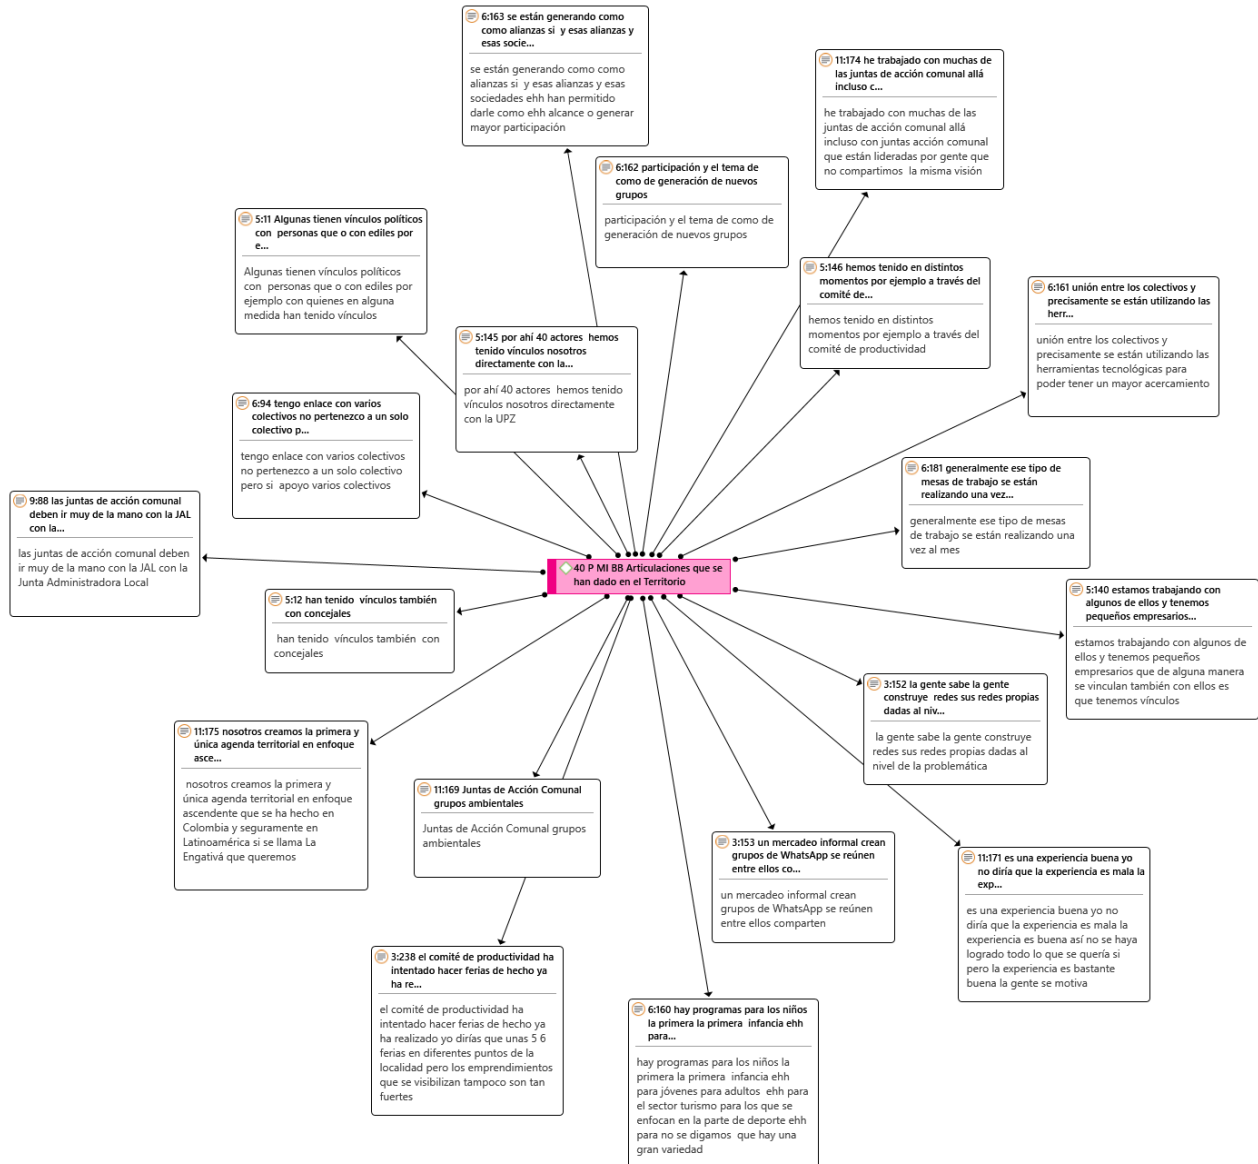 6:163 se están generando como
como alianzas si y esas alianzas y
esas socie...
se están generando como como
alianzas si y esas alianzas y esas
sociedades ehh han permitido
darle como ehh alcance o generar
mayor participación
11:174 he trabajado con muchas de
las juntas de acción comunal allá
incluso c...
he trabajado con muchas de las
juntas de acción comunal allá
incluso con juntas acción comunal
que están lideradas por gente que
no compartimos la misma visión
6:162 participación y el tema de
como de generación de nuevos
grupos
participación y el tema de como de
generación de nuevos grupos
5:11 Algunas tienen vínculos políticos
con personas que o con ediles por
e...
Algunas tienen vínculos políticos
con personas que o con ediles por
ejemplo con quienes en alguna
medida han tenido vínculos
5:146 hemos tenido en distintos
momentos por ejemplo a través del
comité de...
hemos tenido en distintos
momentos por ejemplo a través del
comité de productividad
6:161 unión entre los colectivos y
precisamente se están utilizando las
herr...
unión entre los colectivos y
precisamente se están utilizando las
herramientas tecnológicas para
poder tener un mayor acercamiento
5:145 por ahí 40 actores hemos
tenido vínculos nosotros
directamente con la...
por ahí 40 actores hemos tenido
vínculos nosotros directamente
con la UPZ
6:94 tengo enlace con varios
colectivos no pertenezco a un solo
colectivo p...
tengo enlace con varios colectivos
no pertenezco a un solo colectivo
pero si apoyo varios colectivos
6:181 generalmente ese tipo de
mesas de trabajo se están
realizando una vez...
generalmente ese tipo de mesas
de trabajo se están realizando una
vez al mes
9:88 las juntas de acción comunal
deben ir muy de la mano con la JAL
con la...
las juntas de acción comunal deben
ir muy de la mano con la JAL con la
Junta Administradora Local
40 P MI BB Articulaciones que se
han dado en el Territorio
5:12 han tenido vínculos también
con concejales
han tenido vínculos también con
concejales
5:140 estamos trabajando con
algunos de ellos y tenemos
pequeños empresarios...
estamos trabajando con algunos de
ellos y tenemos pequeños
empresarios que de alguna manera
se vinculan también con ellos es
que tenemos vínculos
3:152 la gente sabe la gente
construye redes sus redes propias
dadas al niv...
la gente sabe la gente construye
redes sus redes propias dadas al
nivel de la problemática
11:175 nosotros creamos la primera y
única agenda territorial en enfoque
asce...
nosotros creamos la primera y
única agenda territorial en enfoque
ascendente que se ha hecho en
Colombia y seguramente en
Latinoamérica si se llama La
Engativá que queremos
11:169 Juntas de Acción Comunal
grupos ambientales
Juntas de Acción Comunal grupos
ambientales
3:153 un mercadeo informal crean
grupos de WhatsApp se reúnen
entre ellos co...
un mercadeo informal crean
grupos de WhatsApp se reúnen
entre ellos comparten
11:171 es una experiencia buena yo
no diría que la experiencia es mala la
exp...
es una experiencia buena yo no
diría que la experiencia es mala la
experiencia es buena así no se haya
logrado todo lo que se quería si
pero la experiencia es bastante
buena la gente se motiva
3:238 el comité de productividad ha
intentado hacer ferias de hecho ya
ha re...
el comité de productividad ha
intentado hacer ferias de hecho ya
ha realizado yo dirías que unas 5 6
ferias en diferentes puntos de la
localidad pero los emprendimientos
que se visibilizan tampoco son tan
fuertes
6:160 hay programas para los niños
la primera la primera infancia ehh
para...
hay programas para los niños la
primera la primera infancia ehh
para jóvenes para adultos ehh para
el sector turismo para los que se
enfocan en la parte de deporte ehh
para no se digamos que hay una
gran variedad